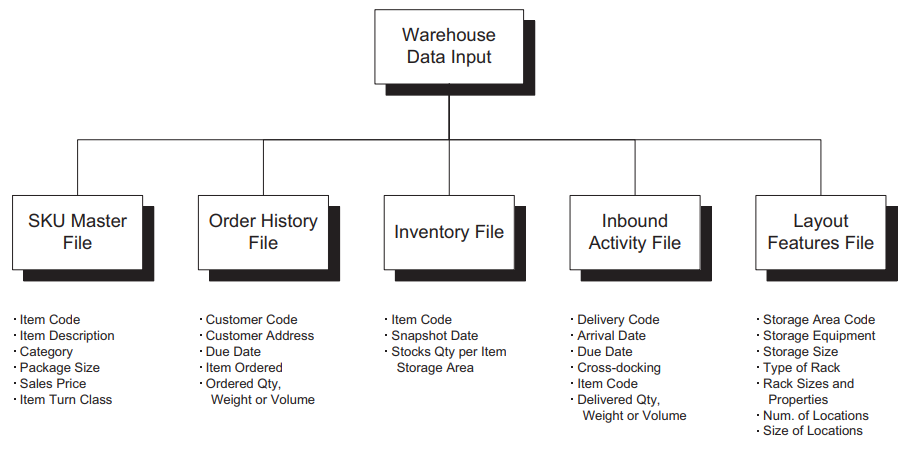 Warehouse
Data Input
SKU Master
File
Order History
File
Inventory File
Inbound
Activity File
Layout
Features File
· Item Code
· Item Description
· Category
· Package Size
· Sales Price
· Item Turn Class
· Customer Code
· Customer Address
· Due Date
· Item Ordered
· Ordered Qty,
Weight or Volume
· Item Code
· Snapshot Date
· Stocks Qty per Item
Storage Area
· Delivery Code
· Arrival Date
· Due Date
· Cross-docking
· Item Code
· Delivered Qty,
Weight or Volume
· Storage Area Code
· Storage Equipment
· Storage Size
· Type of Rack
· Rack Sizes and
Properties
· Num. of Locations
· Size of Locations